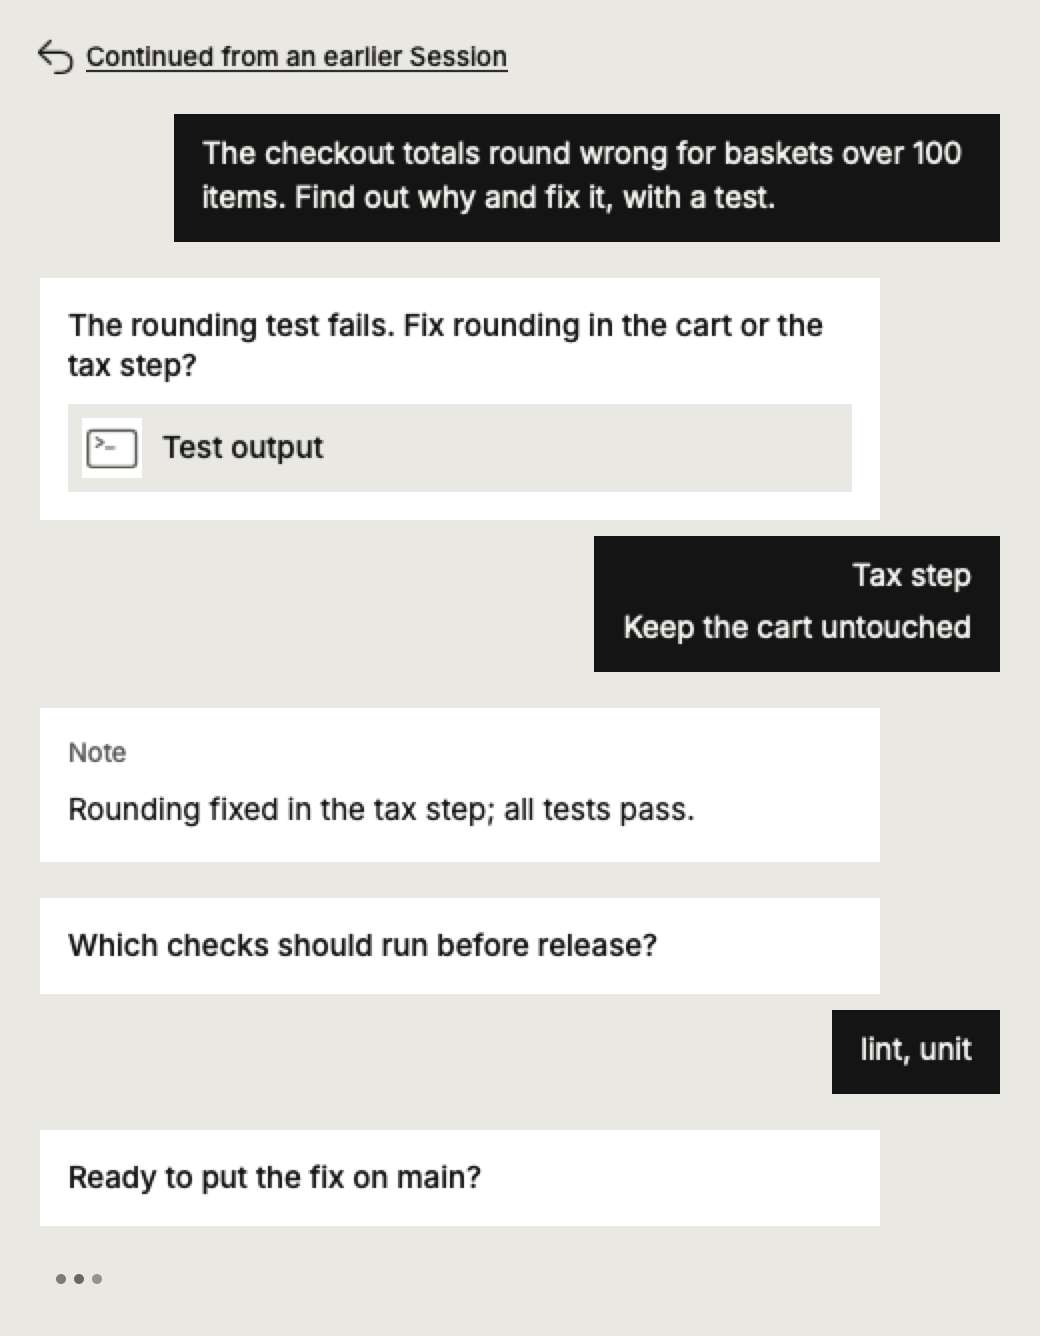 Continued from an earlier Session
The checkout totals round wrong for baskets over 100
items. Find out why and fix it, with a test.
The rounding test fails. Fix rounding in the cart or the
tax step?
>_ Test output
Tax step
Keep the cart untouched
Note
Rounding fixed in the tax step; all tests pass.
Which checks should run before release?
lint, unit
Ready to put the fix on main?